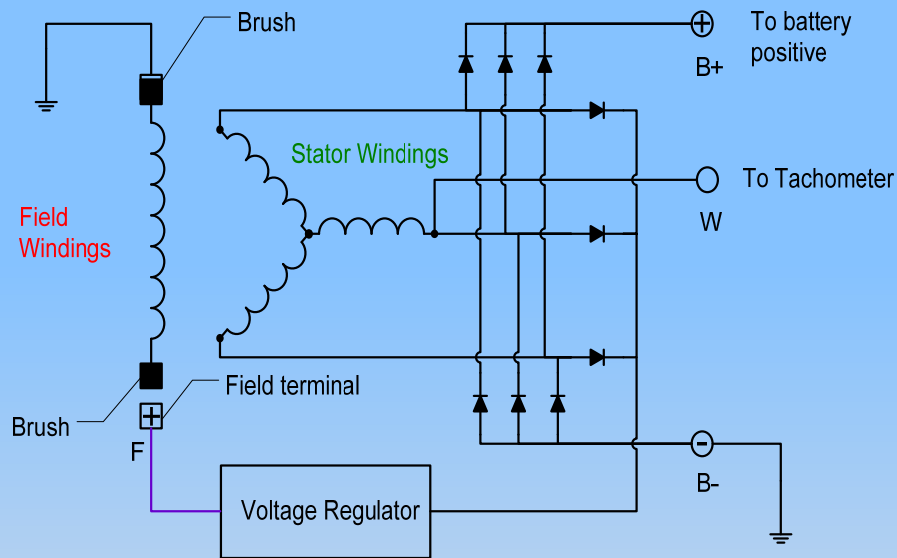 Brush
To battery
positive
B+
Stator Windings
To Tachometer
W
Field
Windings
Field terminal
Brush
F
B-
Voltage Regulator